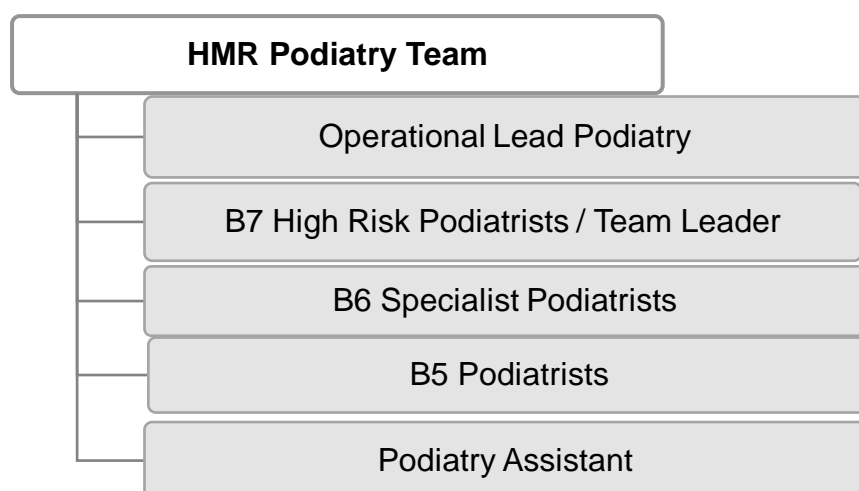 HMR Podiatry Team
Operational Lead Podiatry
B7 High Risk Podiatrists / Team Leader
B6 Specialist Podiatrists
B5 Podiatrists
Podiatry Assistant